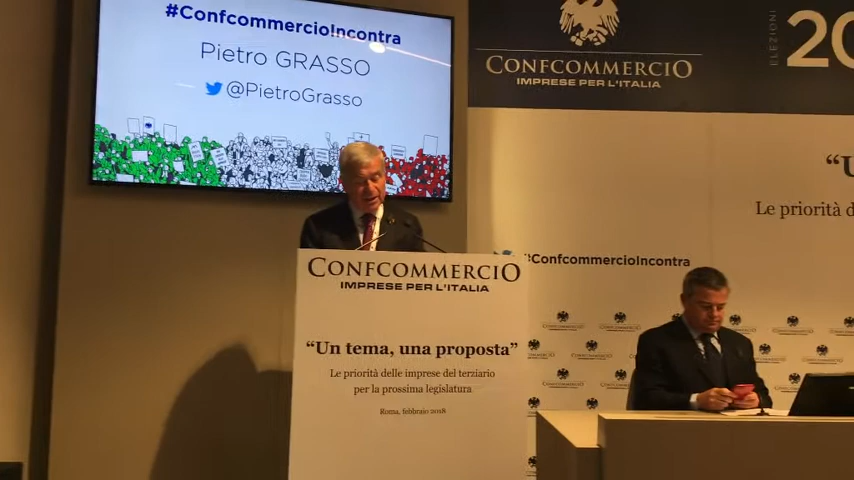 #ConfcommercioIncontra
Pietro GRASSO
@PietroGrasso
CONFCOMMERCIO
IMPRESE PER L'ITALIA
ELEZIONI
20
“U
Le priorità d
#ConfcommercioIncontra
CONFCOMMERCIO
IMPRESE PER L'ITALIA
“Un tema, una proposta”
Le priorità delle imprese del terziario
per la prossima legislatura
Roma, febbraio 2018